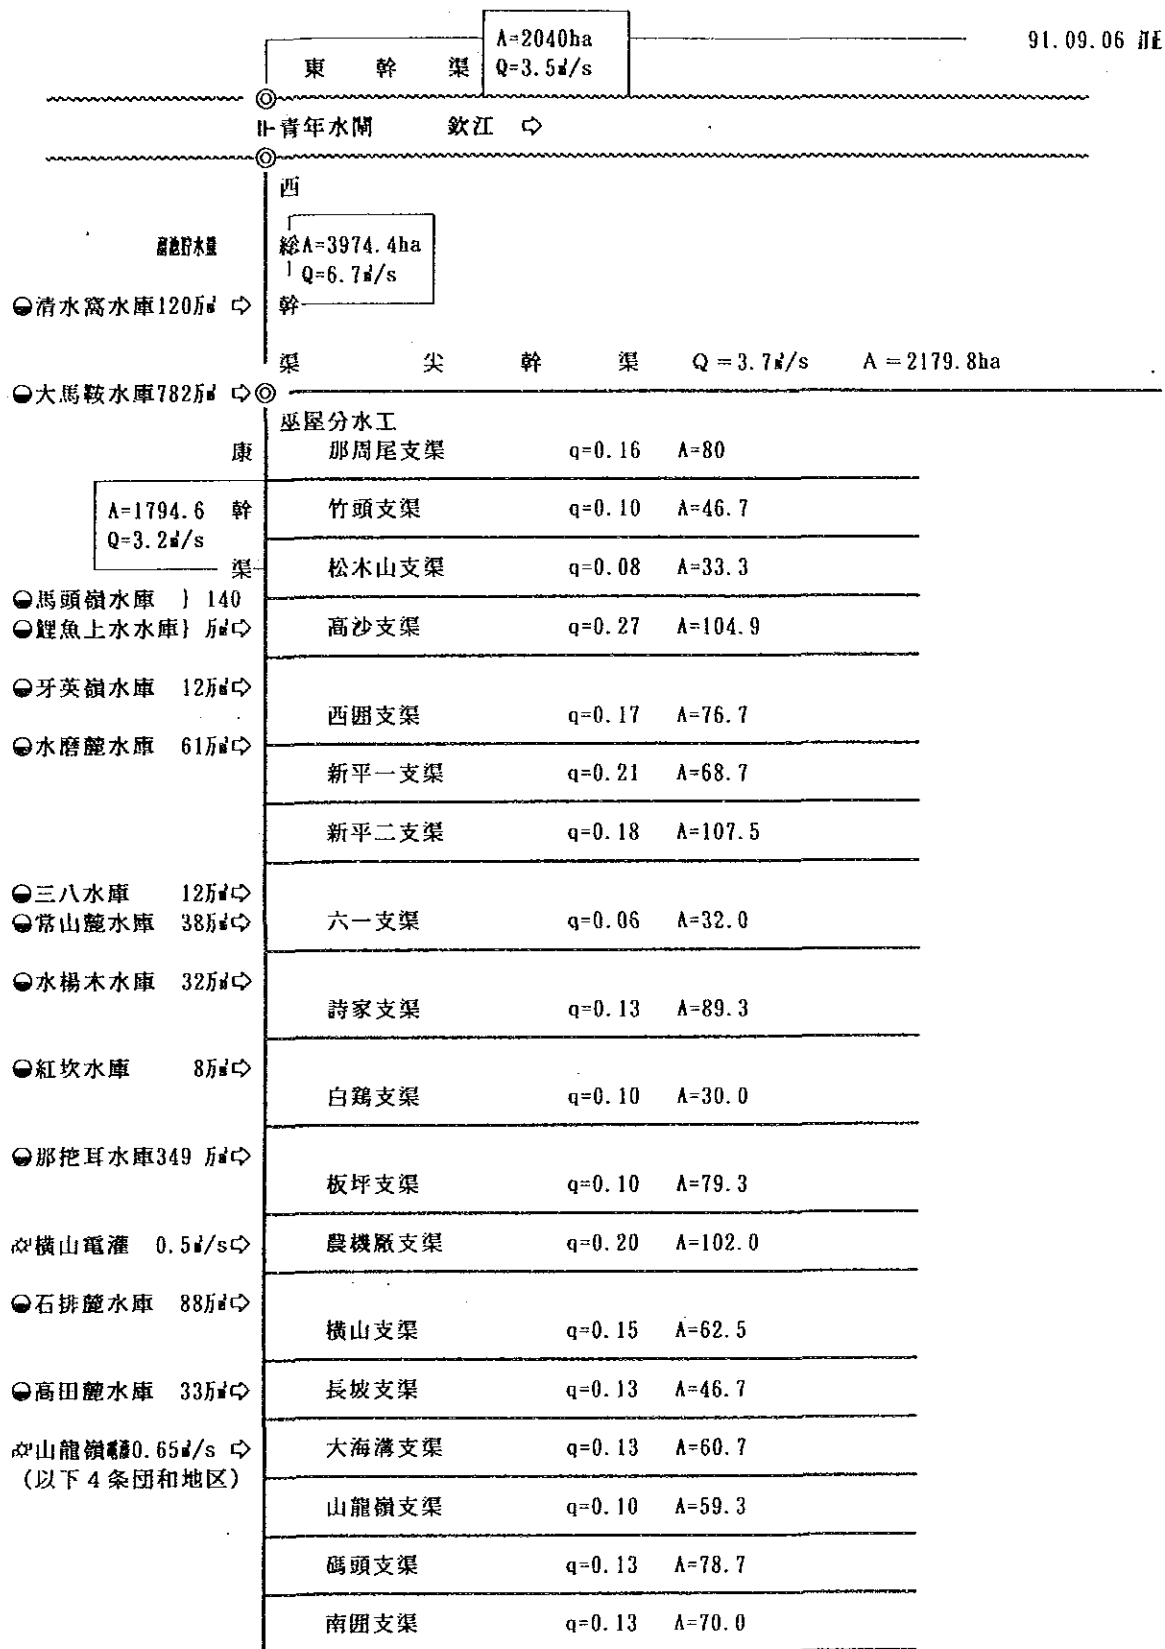 A=2040ha 91.09.06 訂正
東 幹 渠 Q=3.5㎥/s
青年水閘 欽江 ⇨
西
総 A=3974.4ha
Q=6.7㎥/s
清水窩水庫120万㎥ ⇨ 幹
渠 尖 幹 渠 Q=3.7㎥/s A=2179.8ha
大馬鞍水庫782万㎥ ⇨
巫屋分水工
康 那周尾支渠 q=0.16 A=80
A=1794.6 幹 竹頭支渠 q=0.10 A=46.7
Q=3.2㎥/s
渠 松木山支渠 q=0.08 A=33.3
馬頭嶺水庫 } 140
鯉魚上水水庫} 万㎥⇨ 高沙支渠 q=0.27 A=104.9
牙英嶺水庫 12万㎥⇨
西囲支渠 q=0.17 A=76.7
水磨麓水庫 61万㎥⇨
新平一支渠 q=0.21 A=68.7
新平二支渠 q=0.18 A=107.5
三八水庫 12万㎥⇨
常山麓水庫 38万㎥⇨ 六一支渠 q=0.06 A=32.0
水楊木水庫 32万㎥⇨
詩家支渠 q=0.13 A=89.3
紅坎水庫 8万㎥⇨
白鶏支渠 q=0.10 A=30.0
那挖耳水庫349 万㎥⇨
板坪支渠 q=0.10 A=79.3
横山電灌 0.5㎥/s⇨ 農機厰支渠 q=0.20 A=102.0
石排麓水庫 88万㎥⇨
横山支渠 q=0.15 A=62.5
高田麓水庫 33万㎥⇨ 長坡支渠 q=0.13 A=46.7
山龍嶺電灌0.65㎥/s ⇨ 大海溝支渠 q=0.13 A=60.7
(以下4条団和地区)
山龍嶺支渠 q=0.10 A=59.3
碼頭支渠 q=0.13 A=78.7
南囲支渠 q=0.13 A=70.0